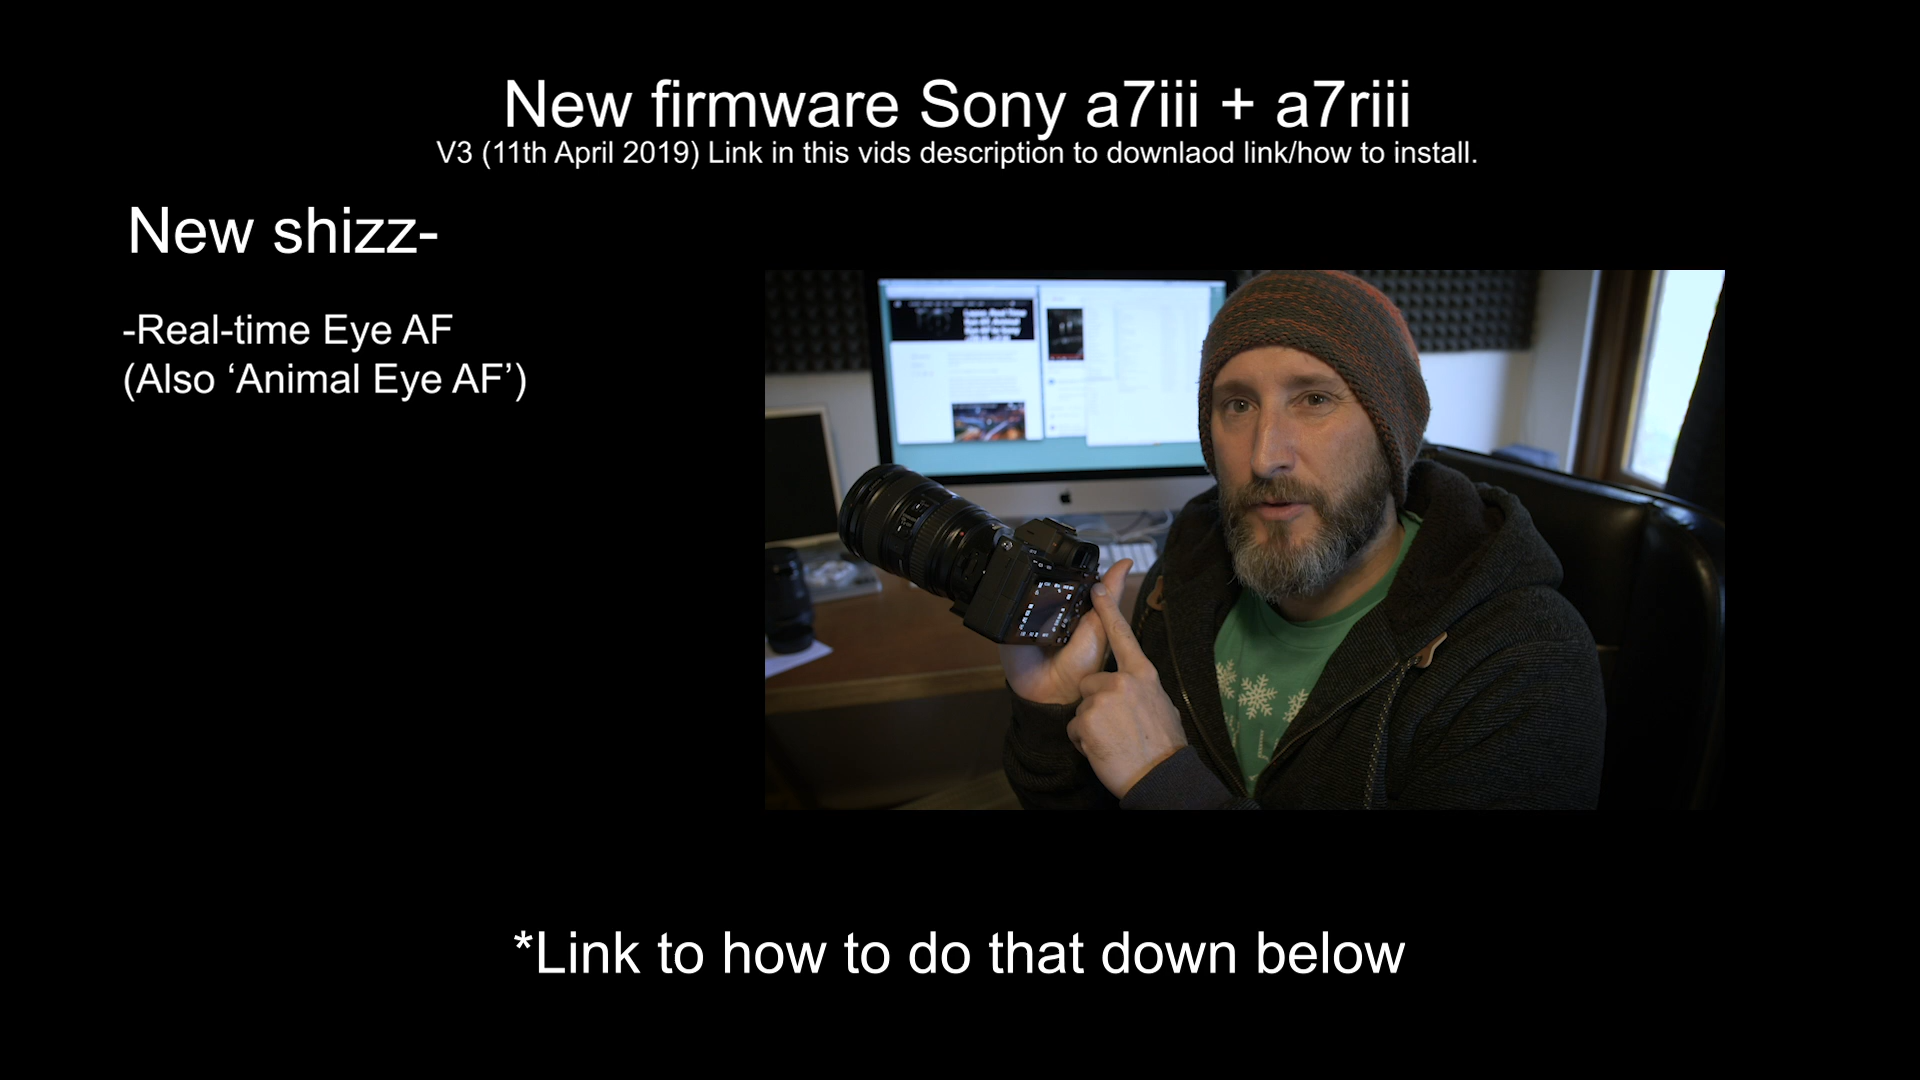 New firmware Sony a7iii + a7riii
V3 (11th April 2019) Link in this vids description to downlaod link/how to install.
New shizz-
-Real-time Eye AF
(Also ‘Animal Eye AF’)
*Link to how to do that down below